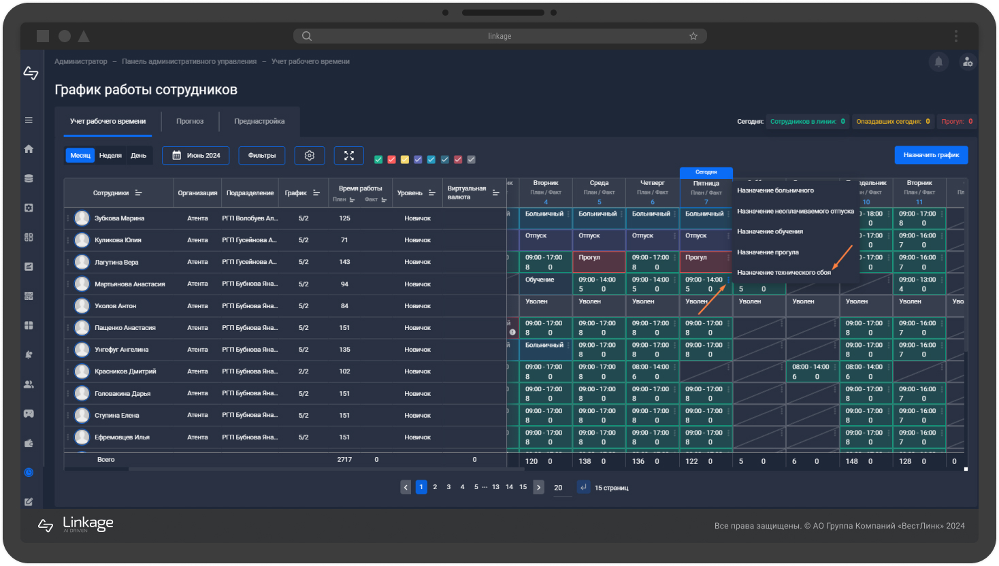 linkage
Администратор – Панель административного управления – Учет рабочего времени
График работы сотрудников
Учет рабочего времени Прогноз Преднастройка
Сегодня: Сотрудников в линии: 0 Опаздавших сегодня: 0 Прогул: 0
Месяц Неделя День Июнь 2024 Фильтры Назначить график
Сегодня
Сотрудники Организация Подразделение График Время работы План Факт Уровень Виртуальная валюта
Вторник Среда Четверг Пятница Вторник
План / Факт План / Факт План / Факт План / Факт План / Факт План / Факт
4 5 6 7 10 11
Назначение больничного
Назначение неоплачиваемого отпуска
Назначение обучения
Назначение прогула
Назначение технического сбоя
Зубкова Марина Атента РГП Волобуев Ал... 5/2 125 Новичок Больничный Больничный Больничный Больничный 09:00 - 17:00
0 8 0
Куликова Юлия Атента РГП Гусейнова А... 5/2 71 Новичок Отпуск Отпуск Отпуск Отпуск 09:00 - 16:00
0 7 0
Лагутина Вера Атента РГП Гусейнова А... 5/2 143 Новичок 09:00 - 17:00 Прогул 09:00 - 17:00 Прогул 09:00 - 16:00
8 0 8 0 0 7 0
Мартьянова Анастасия Атента РГП Бубнова Яна... 5/2 94 Новичок Обучение 09:00 - 14:00 09:00 - 14:00 09:00 - 14:00 09:00 - 13:00
5 0 5 0 5 0 5 0 4 0
Уколов Антон Атента РГП Бубнова Яна... 5/2 84 Новичок Уволен Уволен Уволен Уволен Уволен Уволен Уволен Уволен
Пащенко Анастасия Атента РГП Бубнова Яна... 5/2 151 Новичок 09:00 - 17:00 09:00 - 17:00 09:00 - 17:00 09:00 - 17:00 09:00 - 17:00 09:00 - 16:00
8 0 8 0 8 0 8 0 8 0 7 0
Унгефуг Ангелина Атента РГП Бубнова Яна... 5/2 135 Новичок Больничный 09:00 - 17:00 09:00 - 17:00 09:00 - 17:00 09:00 - 17:00 09:00 - 16:00
8 0 8 0 8 0 8 0 7 0
Красников Дмитрий Атента РГП Бубнова Яна... 2/2 102 Новичок 09:00 - 17:00 09:00 - 17:00 08:00 - 14:00 08:00 - 14:00 08:00 - 14:00
8 0 8 0 6 0 6 0 6 0
Головакина Дарья Атента РГП Бубнова Яна... 5/2 151 Новичок 09:00 - 17:00 09:00 - 17:00 09:00 - 17:00 09:00 - 17:00 09:00 - 17:00 09:00 - 16:00
8 0 8 0 8 0 8 0 8 0 7 0
Ступина Елена Атента РГП Бубнова Яна... 5/2 151 Новичок 09:00 - 17:00 09:00 - 17:00 09:00 - 17:00 09:00 - 17:00 09:00 - 17:00 09:00 - 16:00
8 0 8 0 8 0 8 0 8 0 7 0
Ефремовцев Илья Атента РГП Бубнова Яна... 5/2 151 Новичок 09:00 - 17:00 09:00 - 17:00 09:00 - 17:00 09:00 - 17:00 09:00 - 17:00 09:00 - 16:00
8 0 8 0 8 0 8 0 8 0 7 0
Всего 2717 0 0 120 0 138 0 136 0 122 0 5 0 6 0 148 0 128 0 0
1 2 3 4 5 ... 13 14 15 20 15 страниц
Linkage
AI DRIVEN
Все права защищены. © АО Группа Компаний «ВестЛинк» 2024